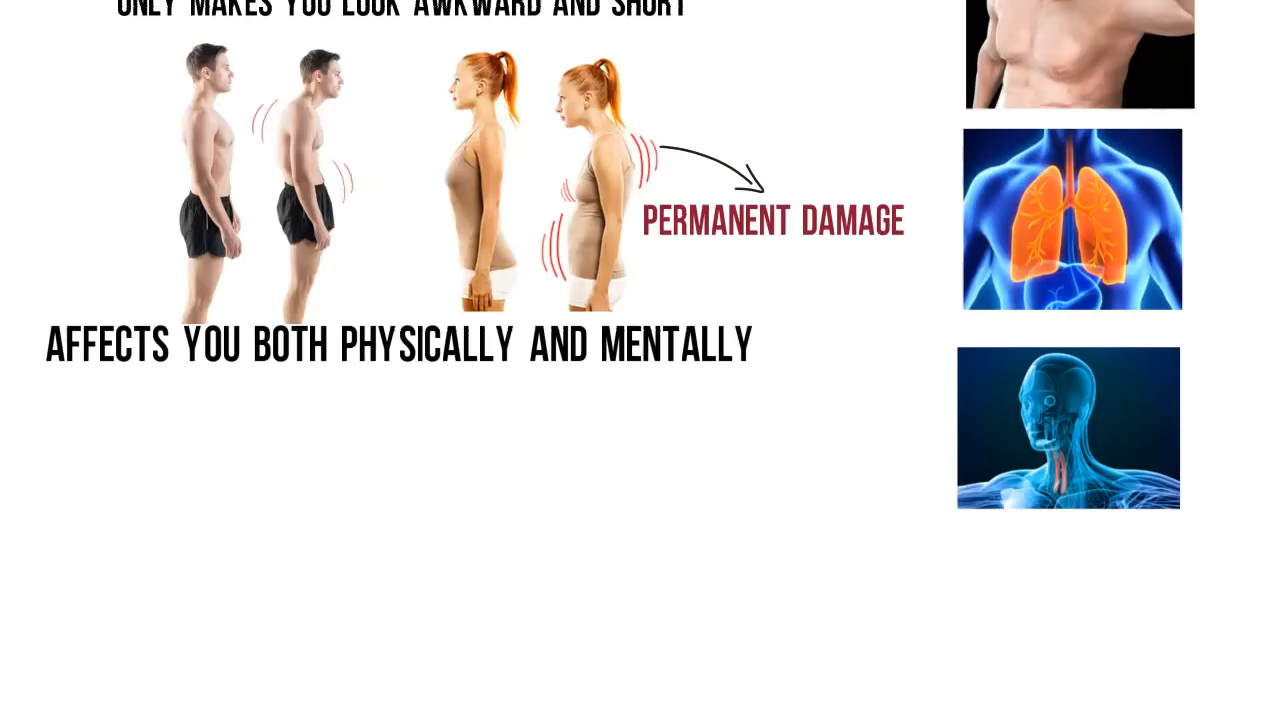 ONLY MAKES YOU LOOK AWKWARD AND SHORT
PERMANENT DAMAGE
AFFECTS YOU BOTH PHYSICALLY AND MENTALLY